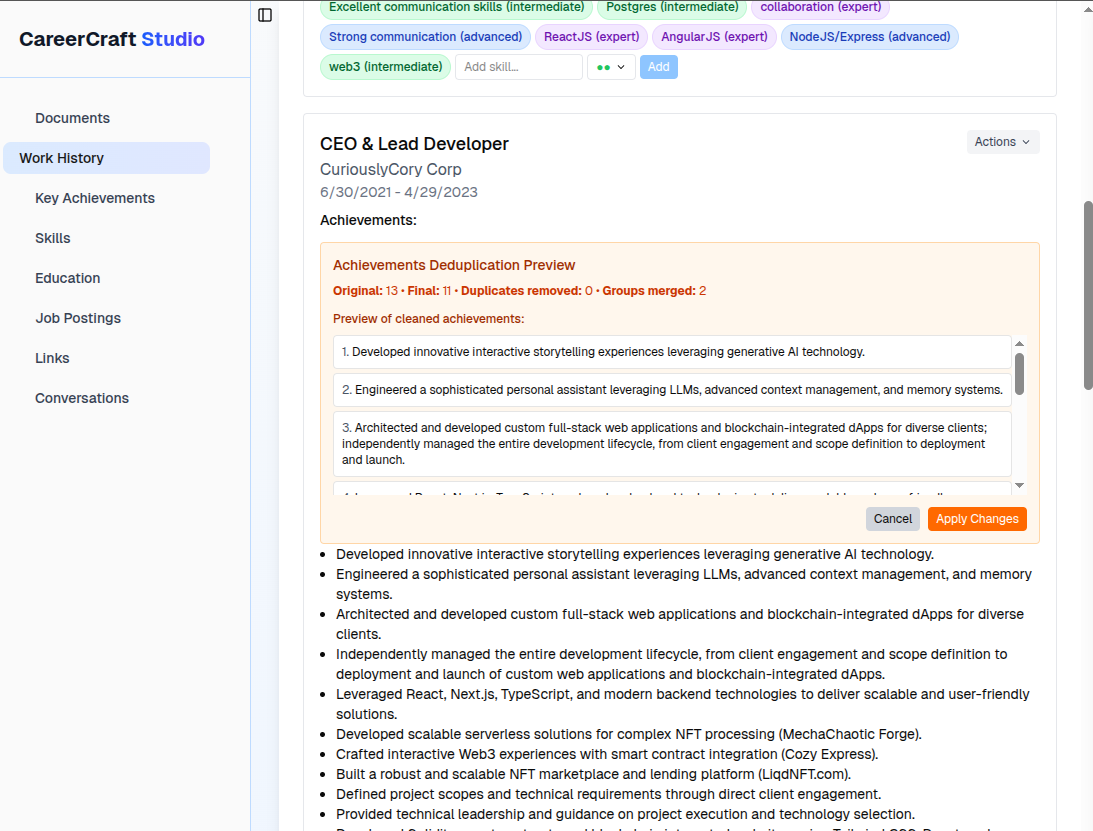 Excellent communication skills (intermediate) Postgres (intermediate) collaboration (expert)
CareerCraft Studio
Strong communication (advanced) ReactJS (expert) AngularJS (expert) NodeJS/Express (advanced)
web3 (intermediate) Add skill... Add
Documents
Work History
Key Achievements
Skills
Education
Job Postings
Links
Conversations
CEO & Lead Developer
Actions
CuriouslyCory Corp
6/30/2021 - 4/29/2023
Achievements:
Achievements Deduplication Preview
Original: 13 • Final: 11 • Duplicates removed: 0 • Groups merged: 2
Preview of cleaned achievements:
1. Developed innovative interactive storytelling experiences leveraging generative AI technology.
2. Engineered a sophisticated personal assistant leveraging LLMs, advanced context management, and memory systems.
3. Architected and developed custom full-stack web applications and blockchain-integrated dApps for diverse clients;
independently managed the entire development lifecycle, from client engagement and scope definition to deployment
and launch.
Cancel Apply Changes
• Developed innovative interactive storytelling experiences leveraging generative AI technology.
• Engineered a sophisticated personal assistant leveraging LLMs, advanced context management, and memory
systems.
• Architected and developed custom full-stack web applications and blockchain-integrated dApps for diverse
clients.
• Independently managed the entire development lifecycle, from client engagement and scope definition to
deployment and launch of custom web applications and blockchain-integrated dApps.
• Leveraged React, Next.js, TypeScript, and modern backend technologies to deliver scalable and user-friendly
solutions.
• Developed scalable serverless solutions for complex NFT processing (MechaChaotic Forge).
• Crafted interactive Web3 experiences with smart contract integration (Cozy Express).
• Built a robust and scalable NFT marketplace and lending platform (LiqdNFT.com).
• Defined project scopes and technical requirements through direct client engagement.
• Provided technical leadership and guidance on project execution and technology selection.